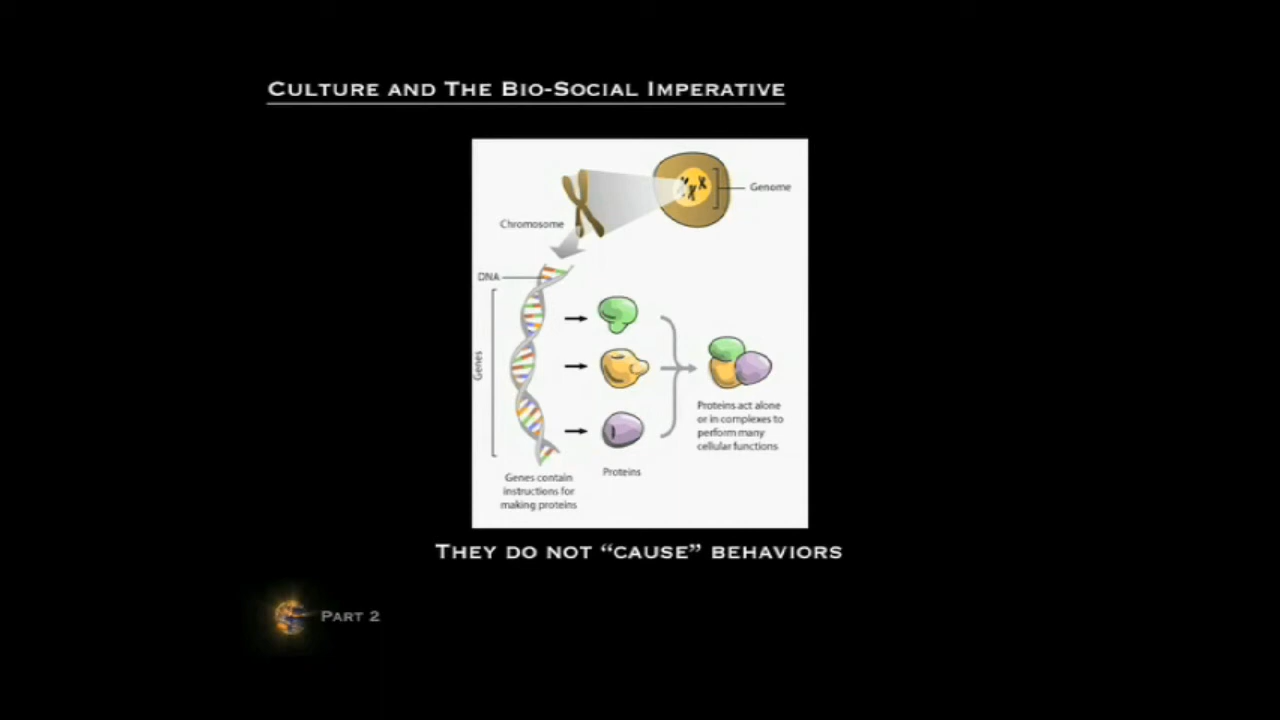 CULTURE AND THE BIO-SOCIAL IMPERATIVE
Genome
Chromosome
DNA
Genes
Proteins act alone
or in complexes to
perform many
cellular functions
Proteins
Genes contain
instructions for
making proteins
THEY DO NOT “CAUSE” BEHAVIORS
PART 2